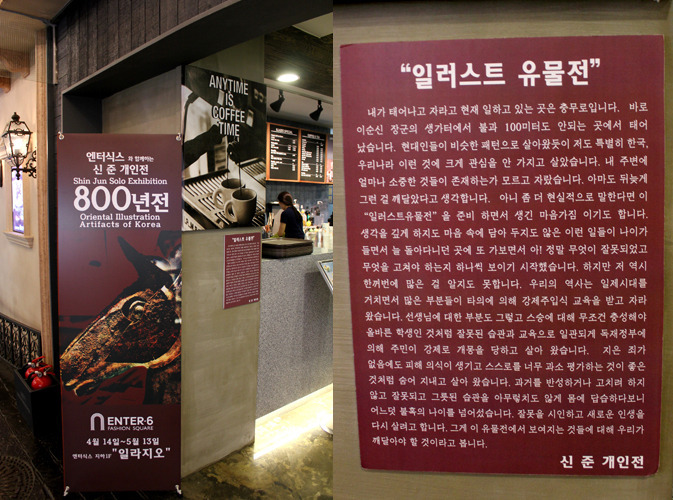 엔터식스 와 함께하는
신 준 개인전
Shin Jun Solo Exhibition
800년전
Oriental Illustration
Artifacts of Korea
ENTER·6
FASHION SQUARE
4월 14일~5월 13일
엔터식스 지하1F "일라지오"
ANYTIME
IS
COFFEE
TIME
"일러스트 유물전"
"일러스트 유물전"
내가 태어나고 자라고 현재 일하고 있는 곳은 충무로입니다. 바로
이순신 장군의 생가터에서 불과 100미터도 안되는 곳에서 태어
났습니다. 현대인들이 비슷한 패턴으로 살아왔듯이 저도 특별히 한국,
우리나라 이런 것에 크게 관심을 안 가지고 살았습니다. 내 주변에
얼마나 소중한 것들이 존재하는가 모르고 자랐습니다. 아마도 뒤늦게
그런 걸 깨달았다고 생각합니다. 아니 좀 더 현실적으로 말한다면 이
"일러스트유물전" 을 준비 하면서 생긴 마음가짐 이기도 합니다.
생각을 깊게 하지도 마음 속에 담아 두지도 않은 이런 일들이 나이가
들면서 늘 돌아다니던 곳에 또 가보면서 아! 정말 무엇이 잘못되었고
무엇을 고쳐야 하는지 하나씩 보이기 시작했습니다. 하지만 저 역시
한꺼번에 많은 걸 알지도 못합니다. 우리의 역사는 일제시대를
거치면서 많은 부분들이 타의에 의해 강제주입식 교육을 받고 자라
왔습니다. 선생님에 대한 부분도 그렇고 스승에 대해 무조건 충성해야
올바른 학생인 것처럼 잘못된 습관과 교육으로 일관되게 독재정부에
의해 주민이 강제로 개몽을 당하고 살아 왔습니다. 지은 죄가
없음에도 피해 의식이 생기고 스스로를 너무 과소 평가하는 것이 좋은
것처럼 숨어 지내고 살아 왔습니다. 과거를 반성하거나 고치려 하지
않고 잘못되고 그릇된 습관을 아무렇지도 않게 몸에 답습하다보니
어느덧 불혹의 나이를 넘어섰습니다. 잘못을 시인하고 새로운 인생을
다시 살려고 합니다. 그게 이 유물전에서 보여지는 것들에 대해 우리가
깨달아야 할 것이라고 봅니다.
신 준 개인전